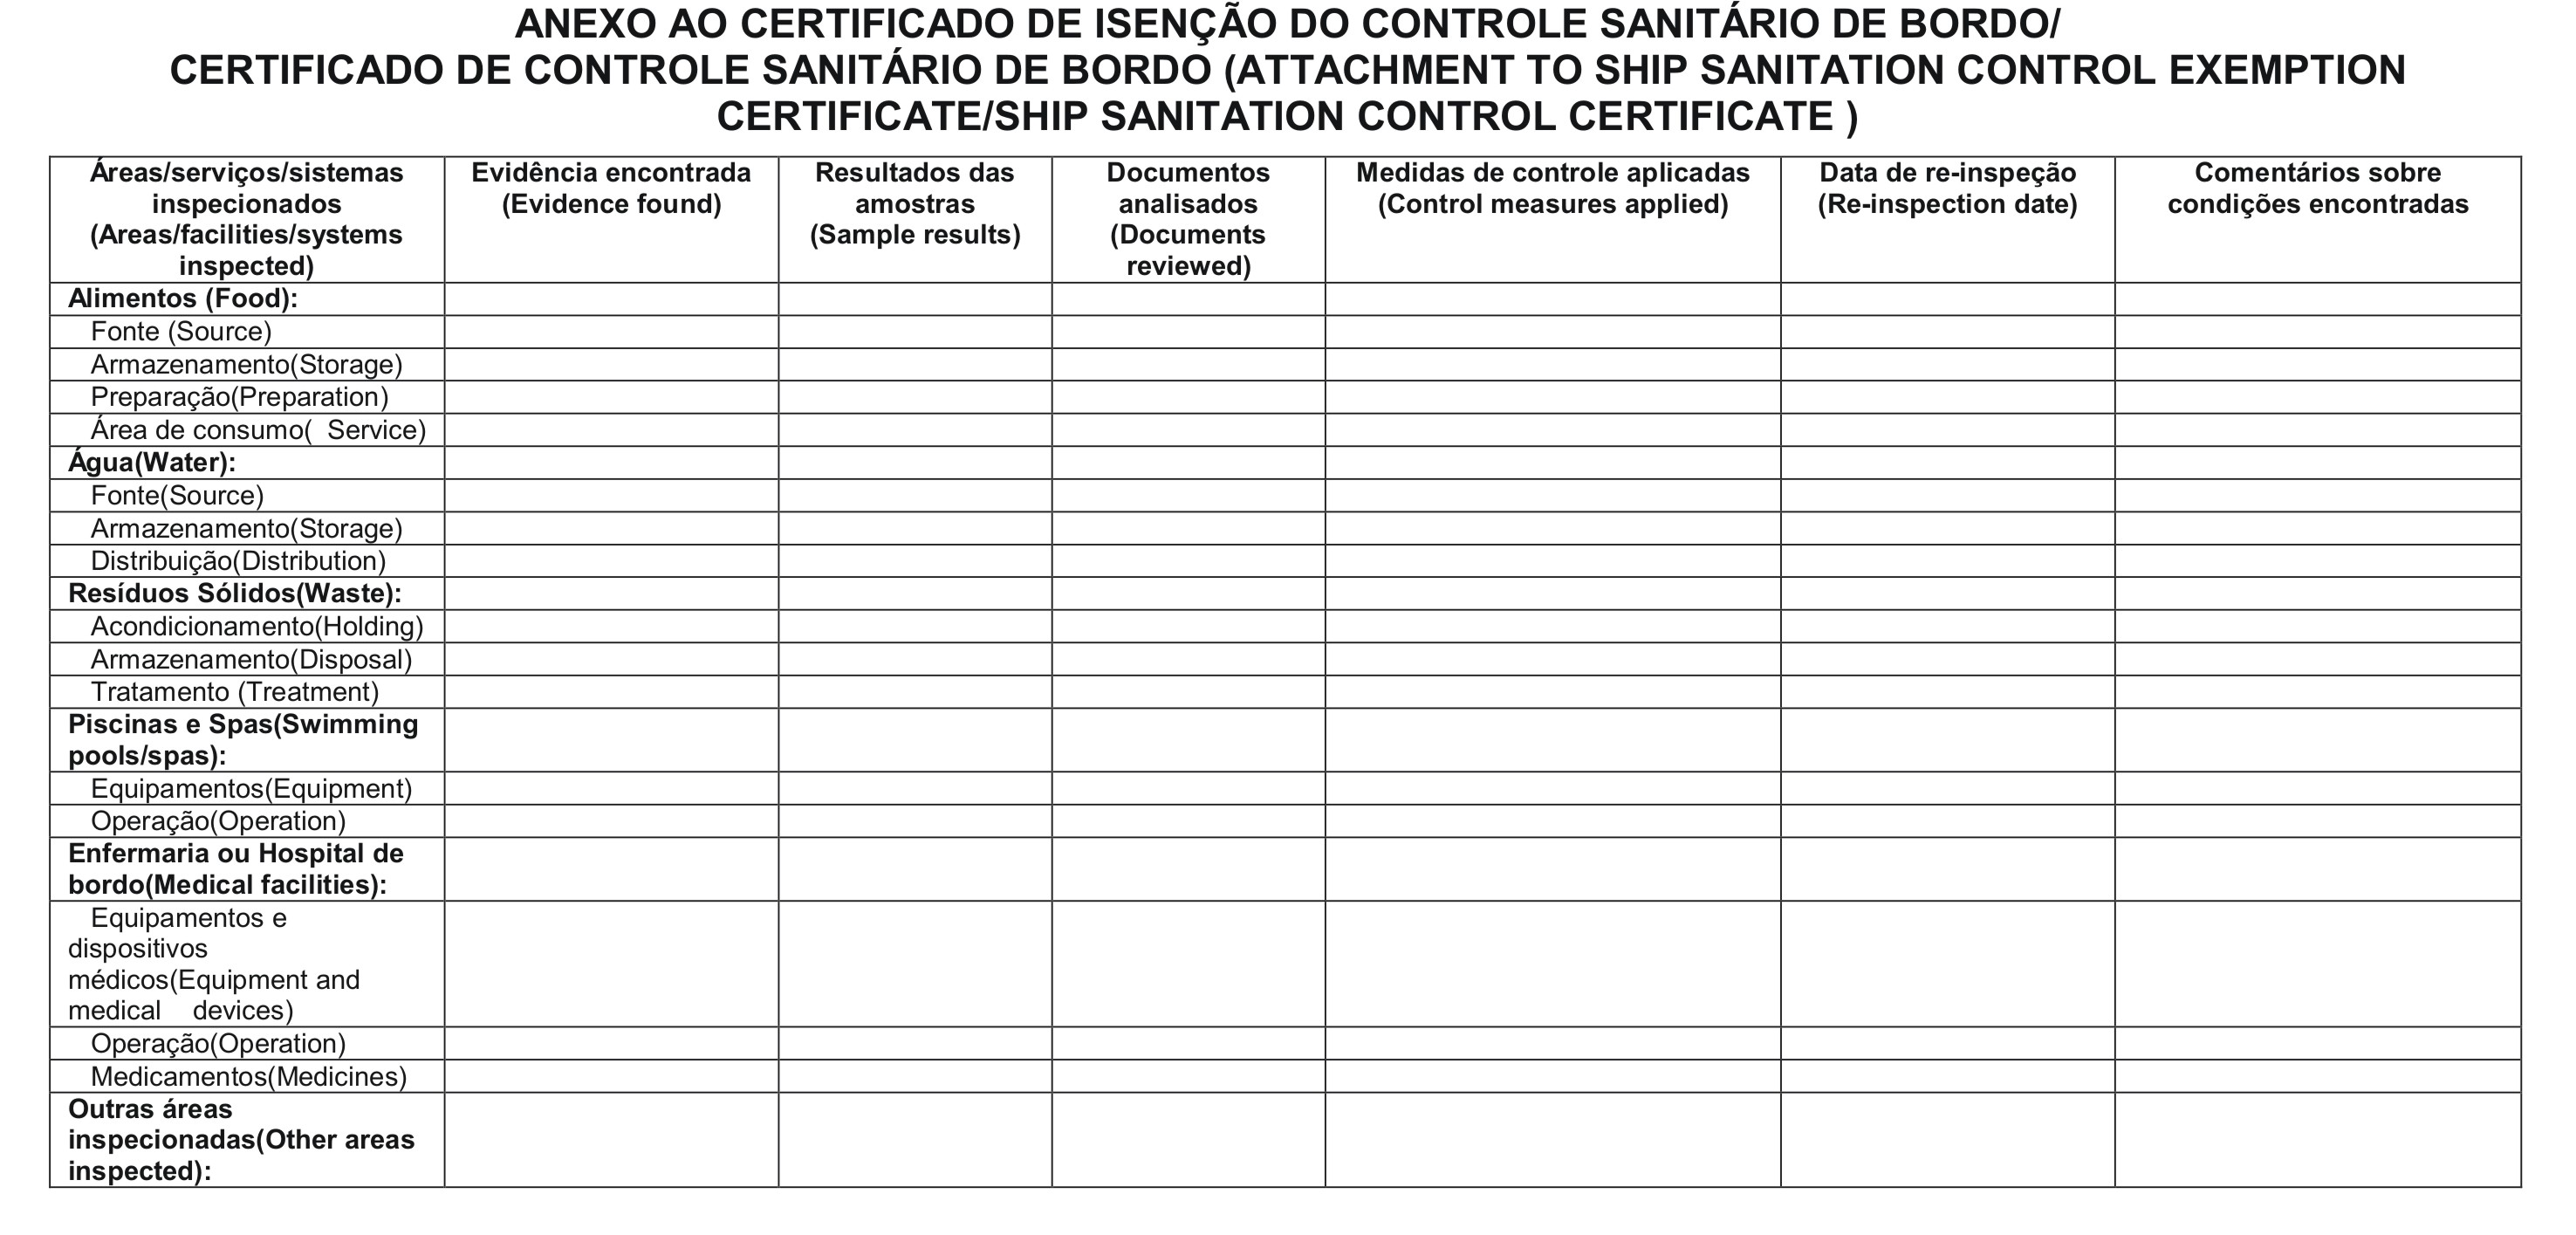 ANEXO AO CERTIFICADO DE ISENÇÃO DO CONTROLE SANITÁRIO DE BORDO/
CERTIFICADO DE CONTROLE SANITÁRIO DE BORDO (ATTACHMENT TO SHIP SANITATION CONTROL EXEMPTION
CERTIFICATE/SHIP SANITATION CONTROL CERTIFICATE )
Áreas/serviços/sistemas
inspecionados
(Areas/facilities/systems
inspected)
Evidência encontrada
(Evidence found)
Resultados das
amostras
(Sample results)
Documentos
analisados
(Documents
reviewed)
Medidas de controle aplicadas
(Control measures applied)
Data de re-inspeção
(Re-inspection date)
Comentários sobre
condições encontradas
Alimentos (Food):
Fonte (Source)
Armazenamento(Storage)
Preparação(Preparation)
Área de consumo(  Service)
Água(Water):
Fonte(Source)
Armazenamento(Storage)
Distribuição(Distribution)
Resíduos Sólidos(Waste):
Acondicionamento(Holding)
Armazenamento(Disposal)
Tratamento (Treatment)
Piscinas e Spas(Swimming
pools/spas):
Equipamentos(Equipment)
Operação(Operation)
Enfermaria ou Hospital de
bordo(Medical facilities):
Equipamentos e
dispositivos
médicos(Equipment and
medical    devices)
Operação(Operation)
Medicamentos(Medicines)
Outras áreas
inspecionadas(Other areas
inspected):